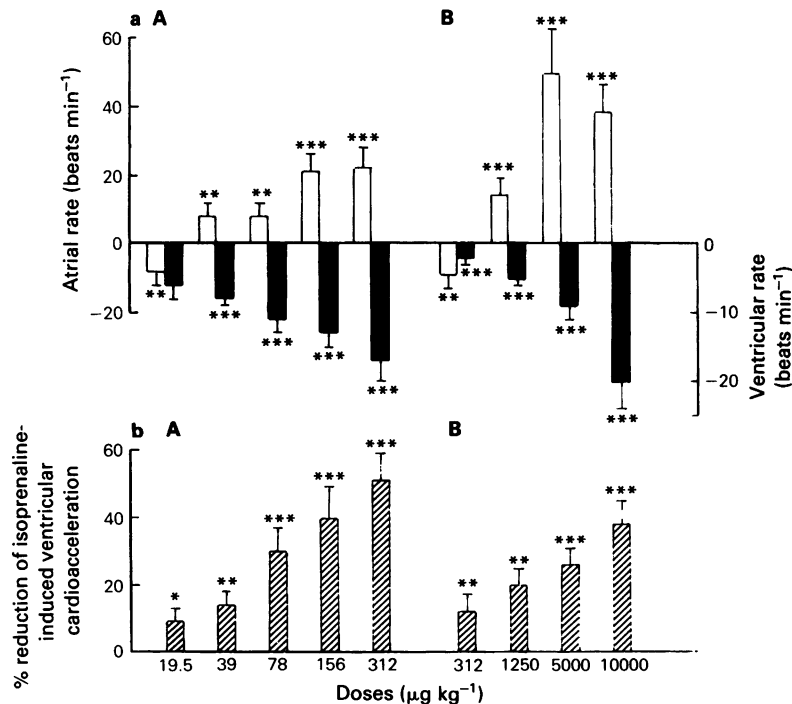 a A
B
60
40
20
0
−20
Atrial rate (beats min⁻¹)
*** ***
** ** *** *** ***
** *** *** *** ***
** *** *** *** ***
0
−10
−20
Ventricular rate
(beats min⁻¹)
b A
B
60
40
20
0
% reduction of isoprenaline-
induced ventricular
cardioacceleration
* ** *** *** ***
** ** *** ***
19.5 39 78 156 312 312 1250 5000 10000
Doses (μg kg⁻¹)